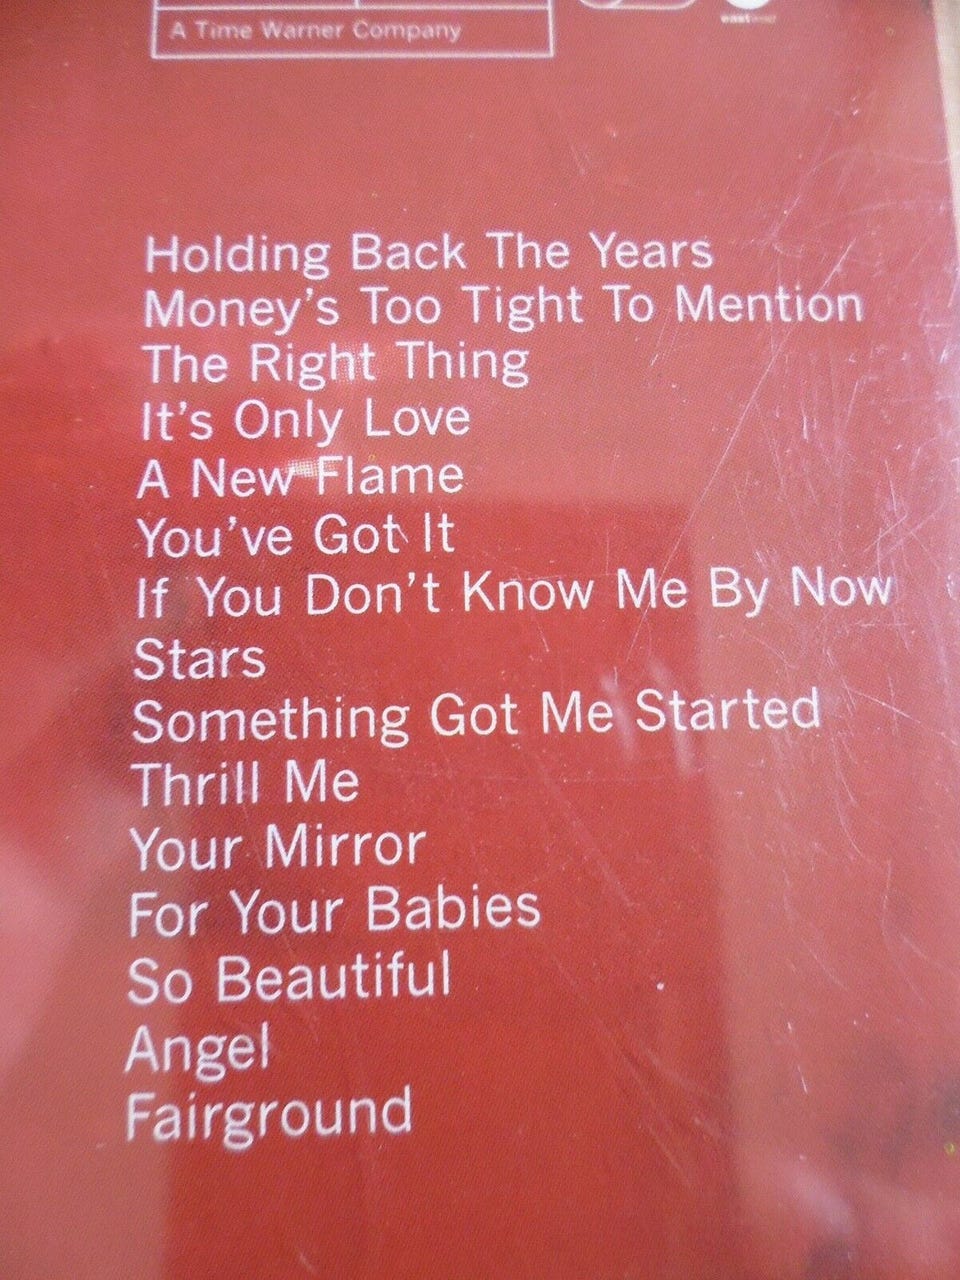 A Time Warner Company
eastwest
Holding Back The Years
Money's Too Tight To Mention
The Right Thing
It's Only Love
A New Flame
You've Got It
If You Don't Know Me By Now
Stars
Something Got Me Started
Thrill Me
Your Mirror
For Your Babies
So Beautiful
Angel
Fairground